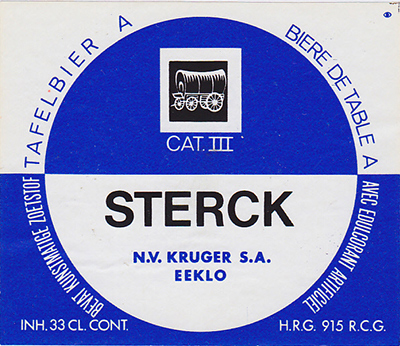 TAFELBIER A
BIERE DE TABLE A
CAT. III
BEVAT KUNSTMATIGE ZOETSTOF
AVEC EDULCORANT ARTIFICIEL
STERCK
N.V. KRUGER S.A.
EEKLO
INH. 33 CL. CONT.
H.R.G. 915 R.C.G.